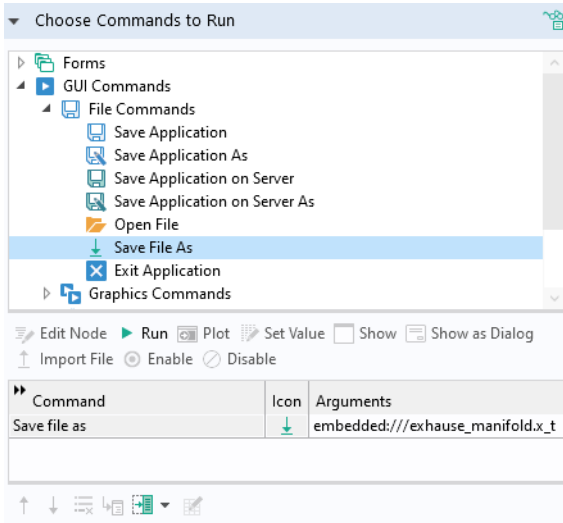 Choose Commands to Run
Forms
GUI Commands
File Commands
Save Application
Save Application As
Save Application on Server
Save Application on Server As
Open File
Save File As
Exit Application
Graphics Commands
Edit Node Run Plot Set Value Show Show as Dialog
Import File Enable Disable
Command Icon Arguments
Save file as embedded:///exhause_manifold.x_t